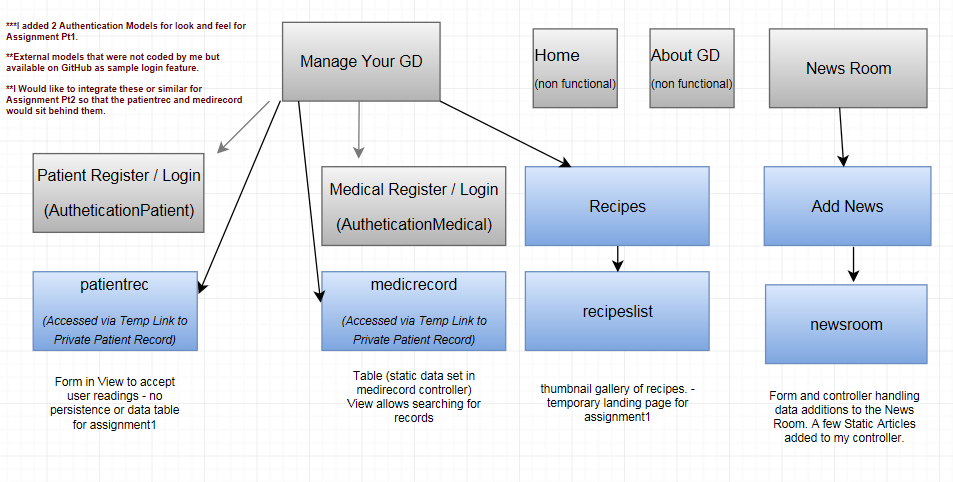 ***I added 2 Authentication Models for look and feel for
Assignment Pt1.
**External models that were not coded by me but
available on GitHub as sample login feature.
**I Would like to integrate these or similar for
Assignment Pt2 so that the patientrec and medirecord
would sit behind them.
Manage Your GD
Home
(non functional)
About GD
(non functional)
News Room
Patient Register / Login
(AutheticationPatient)
Medical Register / Login
(AutheticationMedical)
Recipes
Add News
patientrec
(Accessed via Temp Link to
Private Patient Record)
medicrecord
(Accessed via Temp Link to
Private Patient Record)
recipeslist
newsroom
Form in View to accept
user readings - no
persistence or data table
for assignment1
Table (static data set in
medirecord controller)
View allows searching for
records
thumbnail gallery of recipes. -
temporary landing page for
assignment1
Form and controller handling
data additions to the News
Room. A few Static Articles
added to my controller.